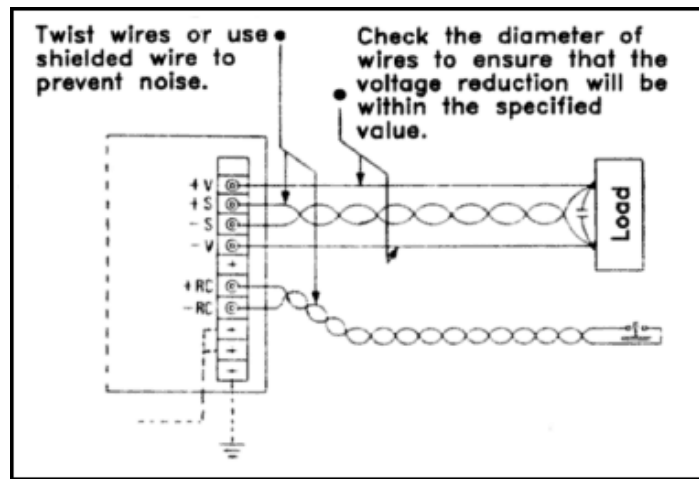 Twist wires or use
shielded wire to
prevent noise.
Check the diameter of
wires to ensure that the
voltage reduction will be
within the specified
value.
+V
+S
-S
-V
+RC
-RC
Load